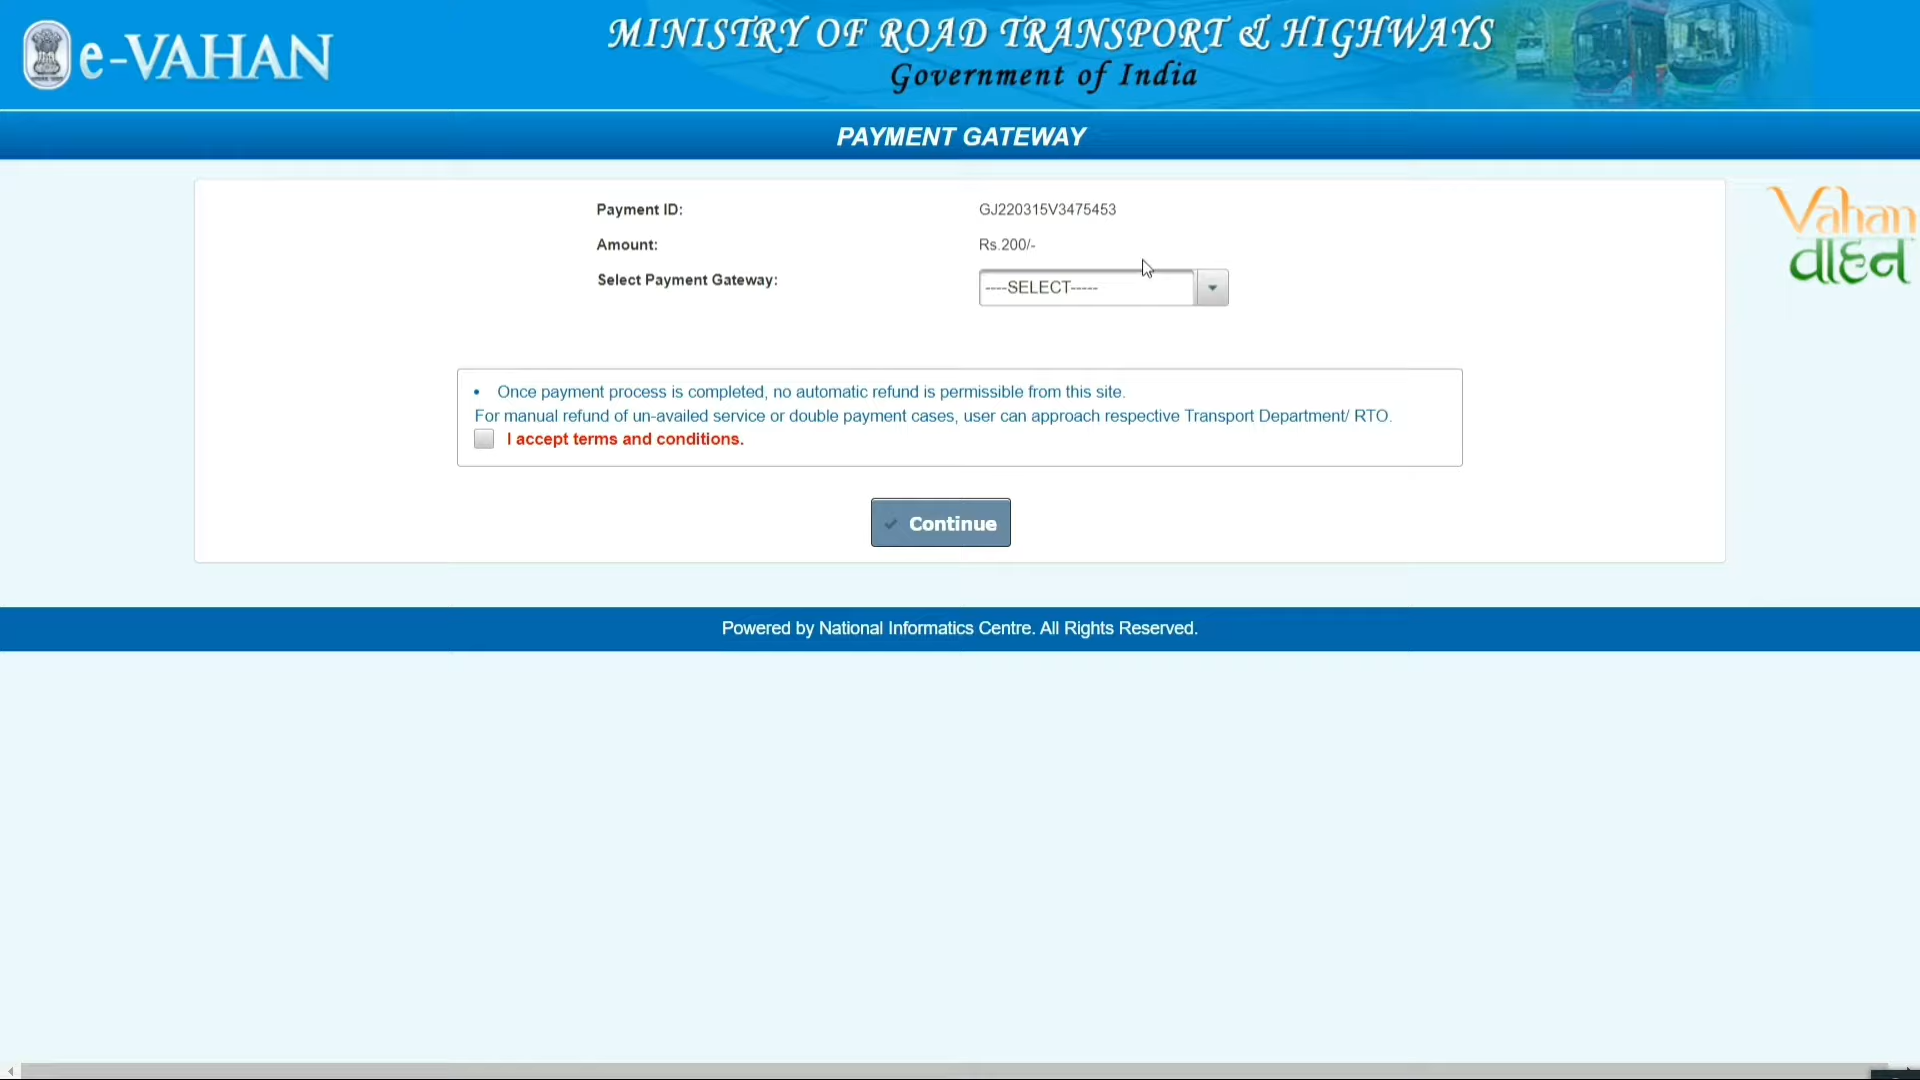 e-VAHAN
MINISTRY OF ROAD TRANSPORT & HIGHWAYS
Government of India
PAYMENT GATEWAY
Vahan
વાહન
Payment ID: GJ220315V3475453
Amount: Rs.200/-
Select Payment Gateway: ----SELECT-----
• Once payment process is completed, no automatic refund is permissible from this site.
For manual refund of un-availed service or double payment cases, user can approach respective Transport Department/ RTO.
I accept terms and conditions.
Continue
Powered by National Informatics Centre. All Rights Reserved.